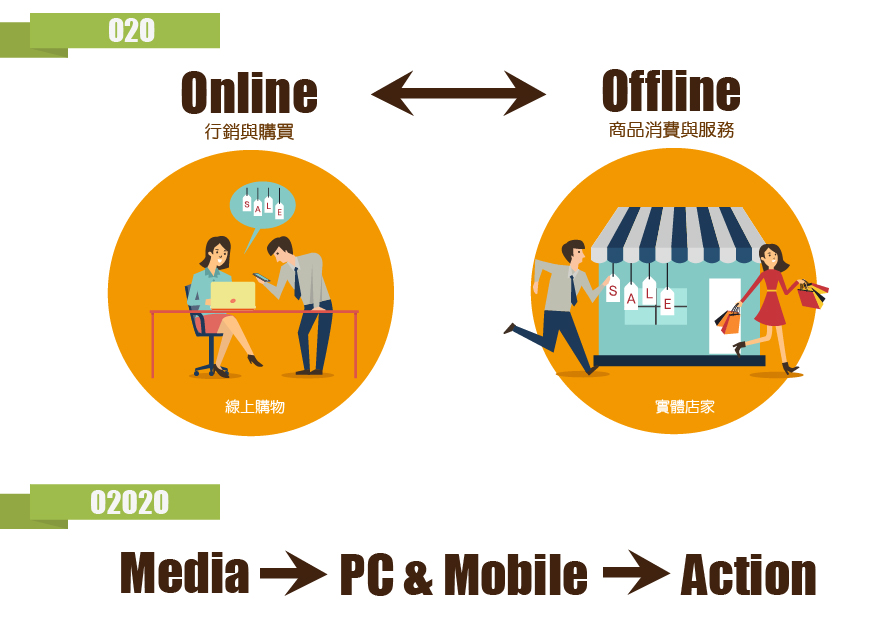 O2O
Online
Offline
行銷與購買
商品消費與服務
SALE
SALE
線上購物
實體店家
O2O2O
Media
PC & Mobile
Action